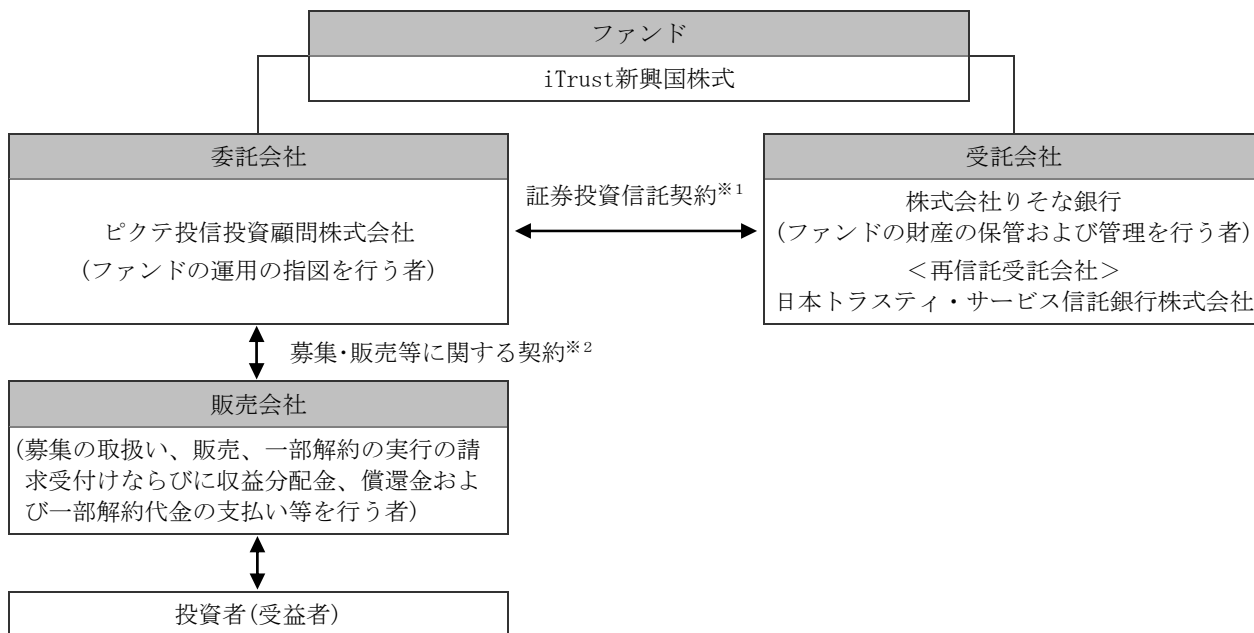 ファンド
iTrust新興国株式
委託会社
ピクテ投信投資顧問株式会社
(ファンドの運用の指図を行う者)
証券投資信託契約※1
受託会社
株式会社りそな銀行
(ファンドの財産の保管および管理を行う者)
＜再信託受託会社＞
日本トラスティ・サービス信託銀行株式会社
募集･販売等に関する契約※2
販売会社
(募集の取扱い、販売、一部解約の実行の請
求受付けならびに収益分配金、償還金およ
び一部解約代金の支払い等を行う者)
投資者(受益者)